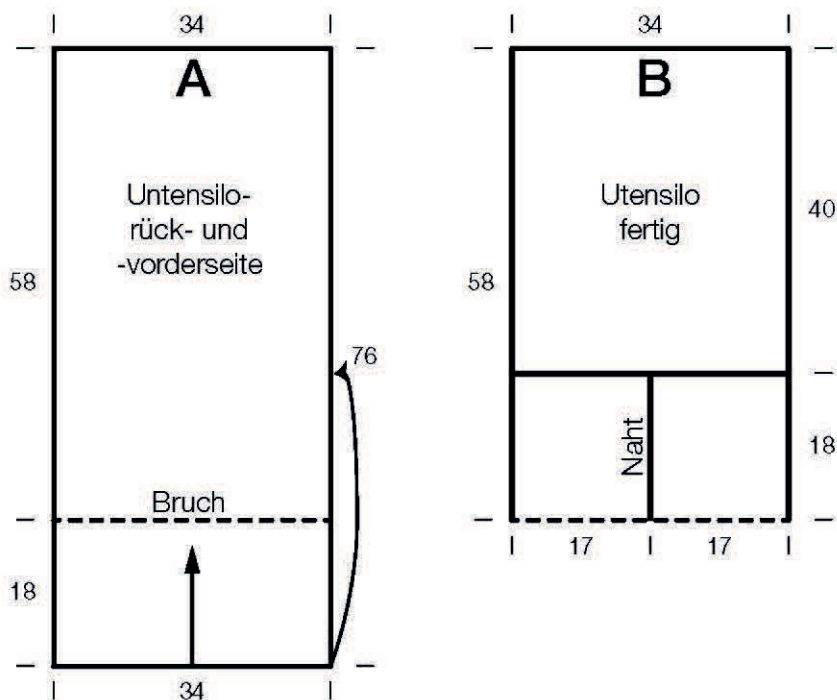 34
A
Untensilo-
rück- und
-vorderseite
58
76
Bruch
18
34
34
B
Utensilo
fertig
40
58
Naht
18
17 17